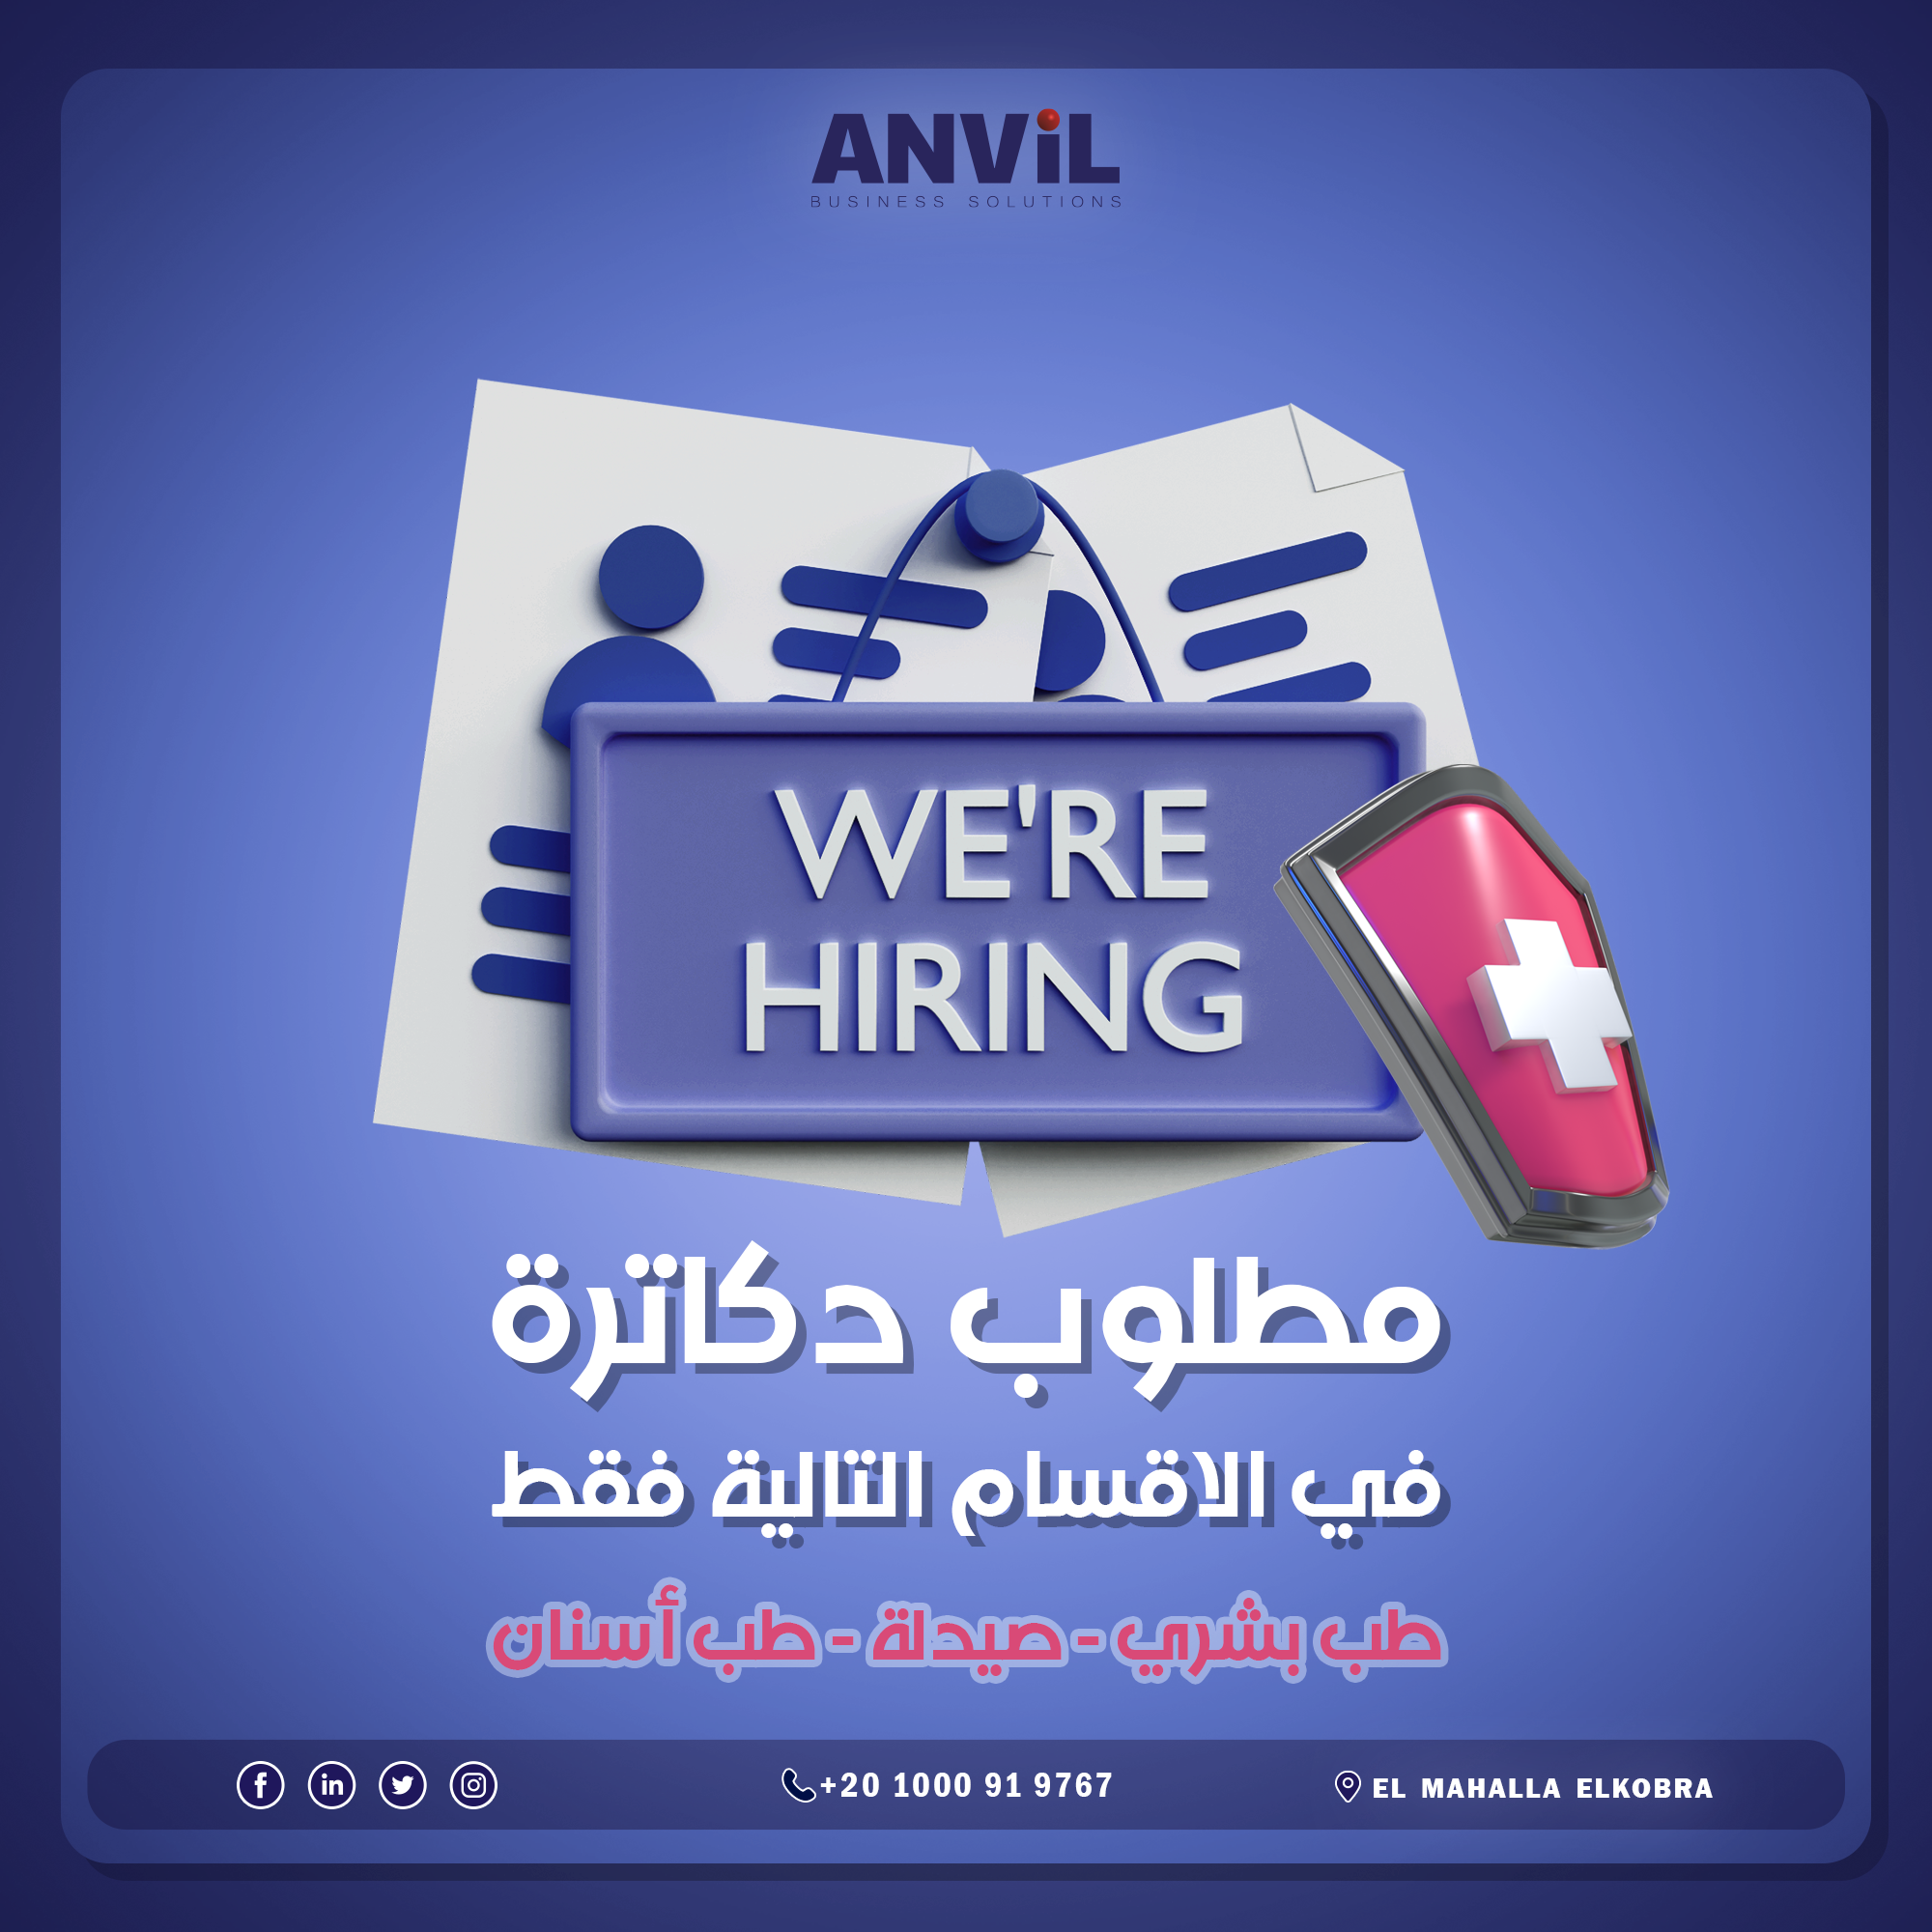 ANViL
BUSINESS SOLUTIONS
WE'RE
HIRING
مطلوب دكاترة
في الاقسام التالية فقط
طب بشري - صيدلة - طب أسنان
+20 1000 91 9767
EL MAHALLA ELKOBRA